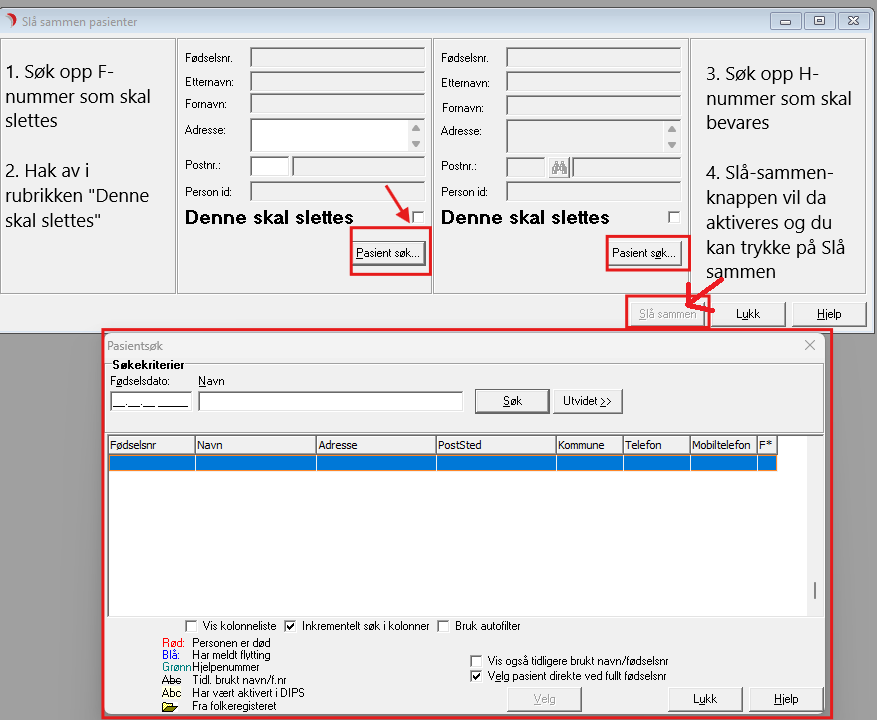 Slå sammen pasienter
1. Søk opp F-
nummer som skal
slettes
2. Hak av i
rubrikken "Denne
skal slettes"
Fødselsnr.
Etternavn:
Fornavn:
Adresse:
Postnr.:
Person id:
Denne skal slettes
Pasient søk...
Fødselsnr.
Etternavn:
Fornavn:
Adresse:
Postnr.:
Person id:
Denne skal slettes
Pasient søk...
3. Søk opp H-
nummer som skal
bevares
4. Slå-sammen-
knappen vil da
aktiveres og du
kan trykke på Slå
sammen
Slå sammen Lykk Hjelp
Pasientsøk
Søkekriterier
Fødselsdato: Navn
__.__.__ _____ Søk Utvidet >>
Fødselsnr Navn Adresse PostSted Kommune Telefon Mobiltelefon F*
Vis kolonneliste Inkrementelt søk i kolonner Bruk autofilter
Rød: Personen er død
Blå: Har meldt flytting
Grønn Hjelpenummer
Abc Tidl. brukt navn/f.nr
Abc Har vært aktivert i DIPS
Fra folkeregisteret
Vis også tidligere brukt navn/fødselsnr
Velg pasient direkte ved fullt fødselsnr
Velg Lykk Hjelp